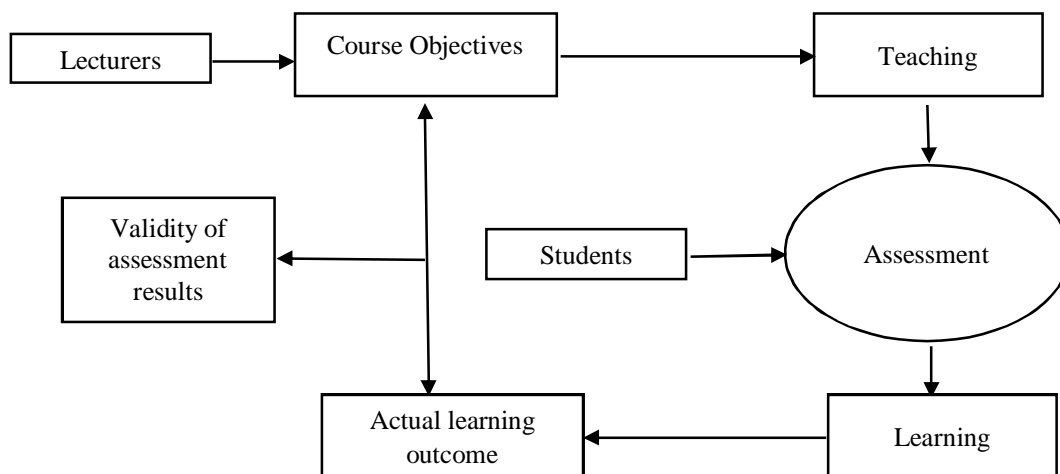 Lecturers
Course Objectives
Teaching
Validity of
assessment
results
Students
Assessment
Actual learning
outcome
Learning